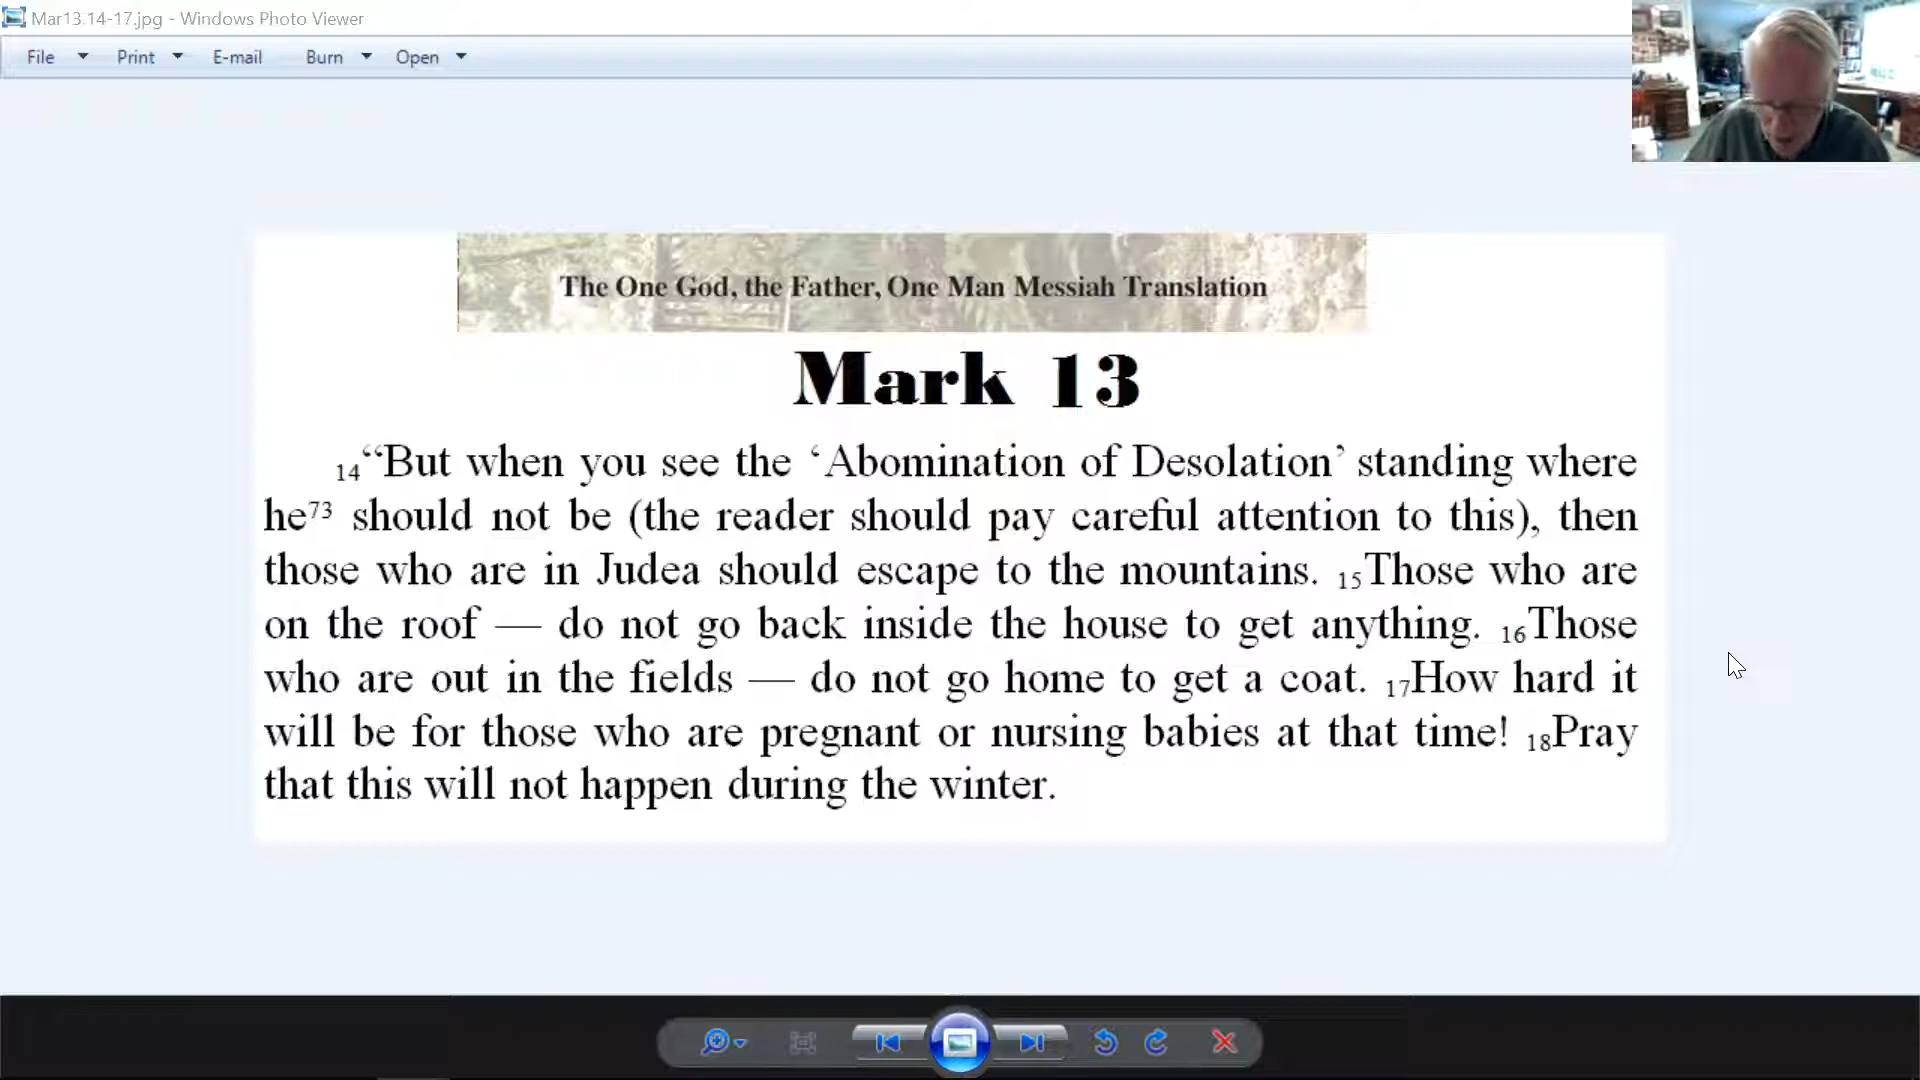 Mar13.14-17.jpg - Windows Photo Viewer
File Print E-mail Burn Open
The One God, the Father, One Man Messiah Translation
Mark 13
14“But when you see the ‘Abomination of Desolation’ standing where
he73 should not be (the reader should pay careful attention to this), then
those who are in Judea should escape to the mountains. 15Those who are
on the roof — do not go back inside the house to get anything. 16Those
who are out in the fields — do not go home to get a coat. 17How hard it
will be for those who are pregnant or nursing babies at that time! 18Pray
that this will not happen during the winter.